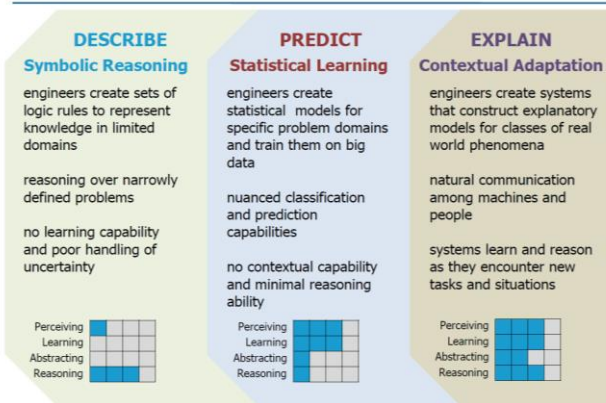 DESCRIBE
Symbolic Reasoning
engineers create sets of
logic rules to represent
knowledge in limited
domains
reasoning over narrowly
defined problems
no learning capability
and poor handling of
uncertainty
Perceiving
Learning
Abstracting
Reasoning
PREDICT
Statistical Learning
engineers create
statistical models for
specific problem domains
and train them on big
data
nuanced classification
and prediction
capabilities
no contextual capability
and minimal reasoning
ability
Perceiving
Learning
Abstracting
Reasoning
EXPLAIN
Contextual Adaptation
engineers create systems
that construct explanatory
models for classes of real
world phenomena
natural communication
among machines and
people
systems learn and reason
as they encounter new
tasks and situations
Perceiving
Learning
Abstracting
Reasoning